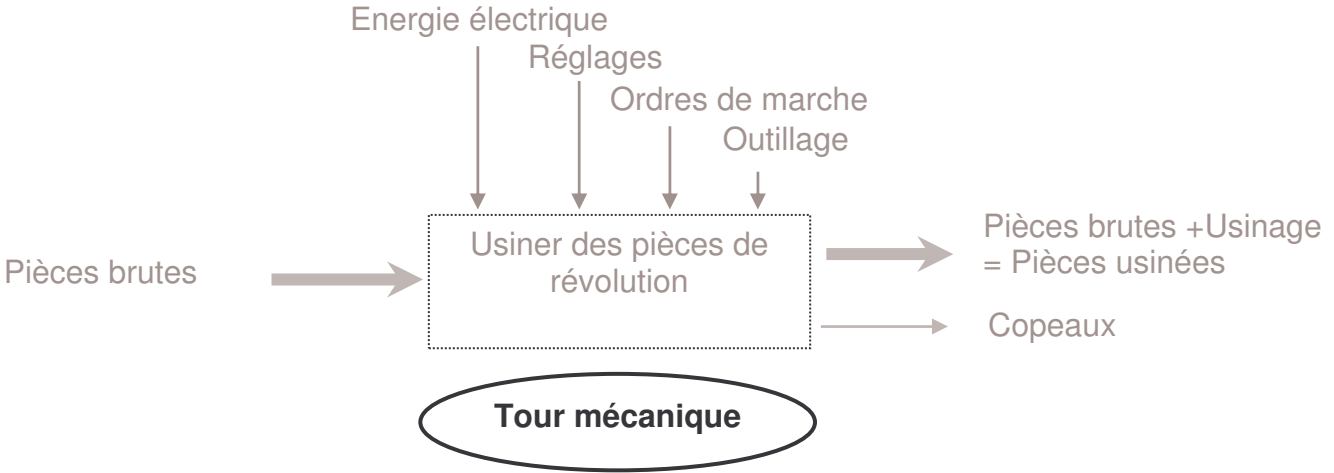 Energie électrique
Réglages
Ordres de marche
Outillage
Pièces brutes
Usiner des pièces de
révolution
Pièces brutes +Usinage
= Pièces usinées
Copeaux
Tour mécanique